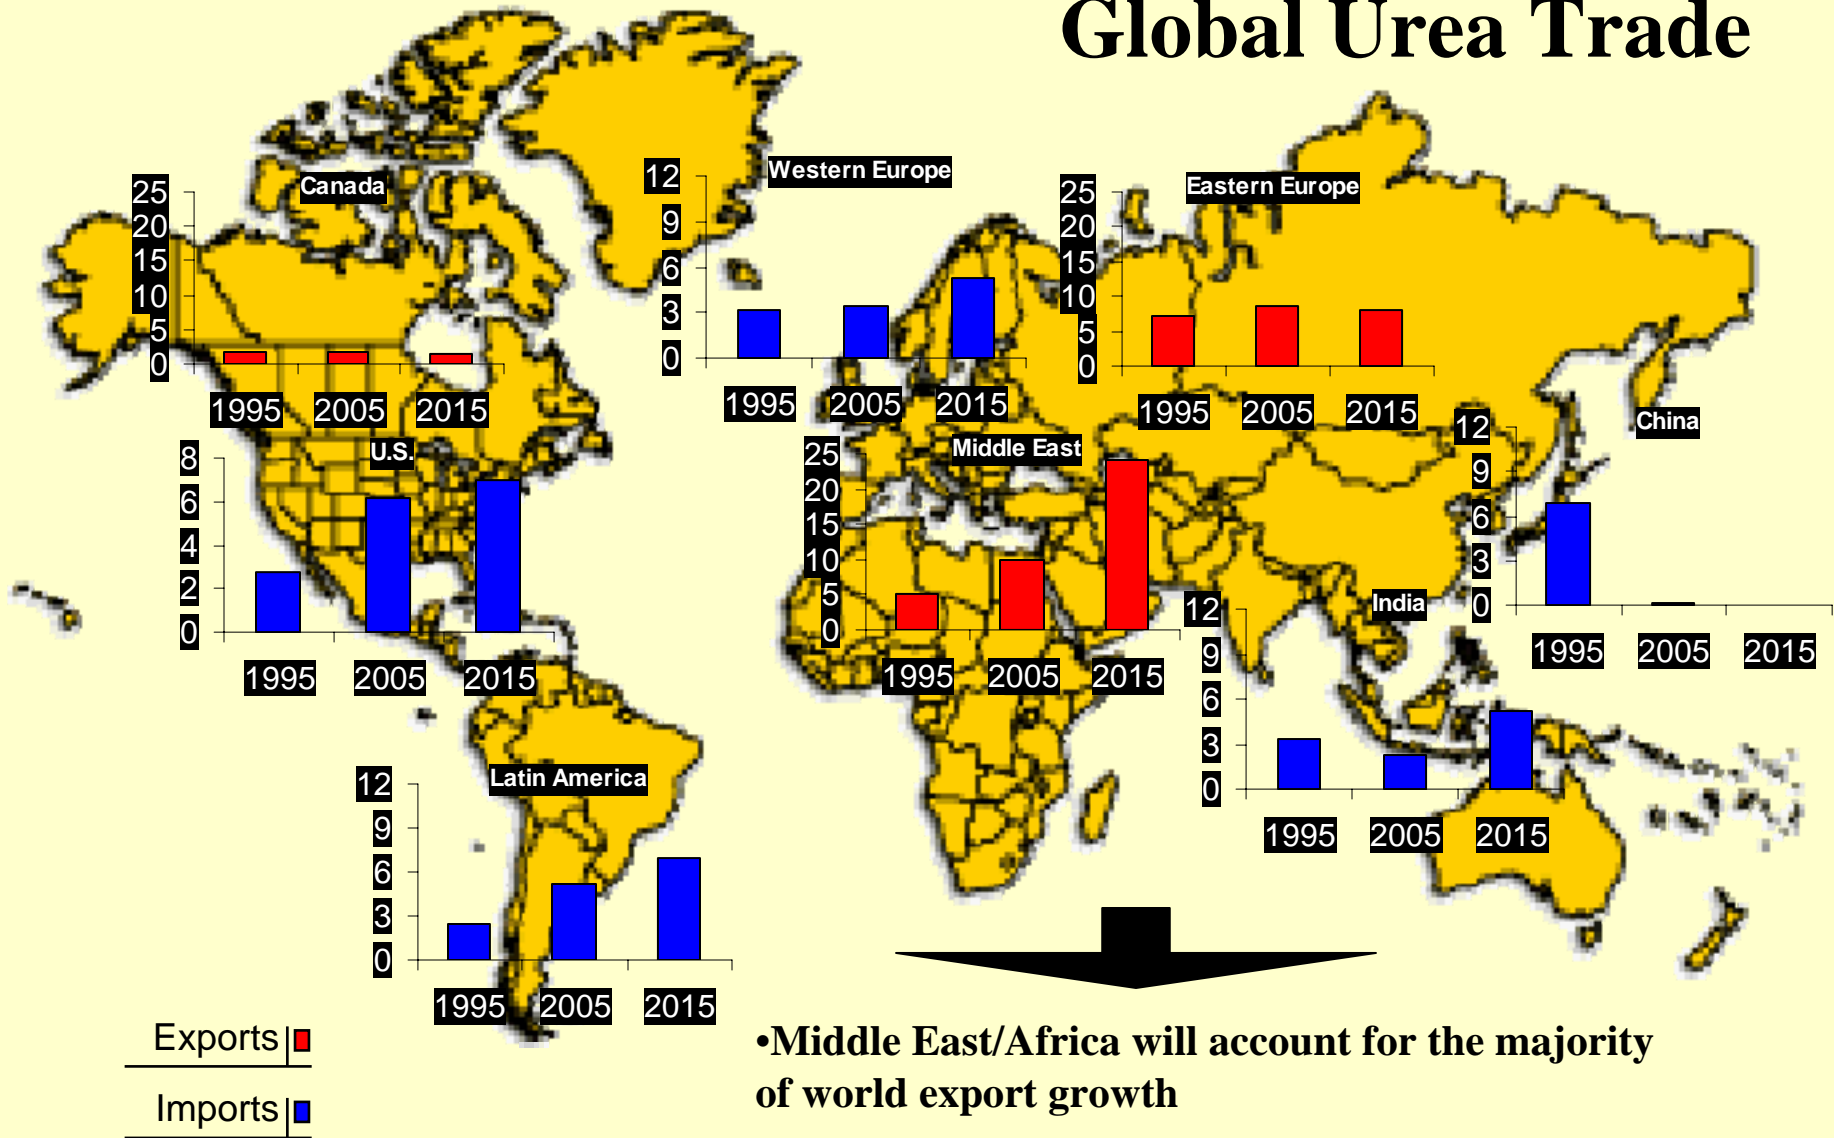 Global Urea Trade
Canada
25
20
15
10
5
0
1995 2005 2015
Western Europe
12
9
6
3
0
1995 2005 2015
Eastern Europe
25
20
15
10
5
0
1995 2005 2015
U.S.
8
6
4
2
0
1995 2005 2015
Middle East
25
20
15
10
5
0
1995 2005 2015
China
12
9
6
3
0
1995 2005 2015
India
12
9
6
3
0
1995 2005 2015
Latin America
12
9
6
3
0
1995 2005 2015
Exports
Imports
•Middle East/Africa will account for the majority
of world export growth